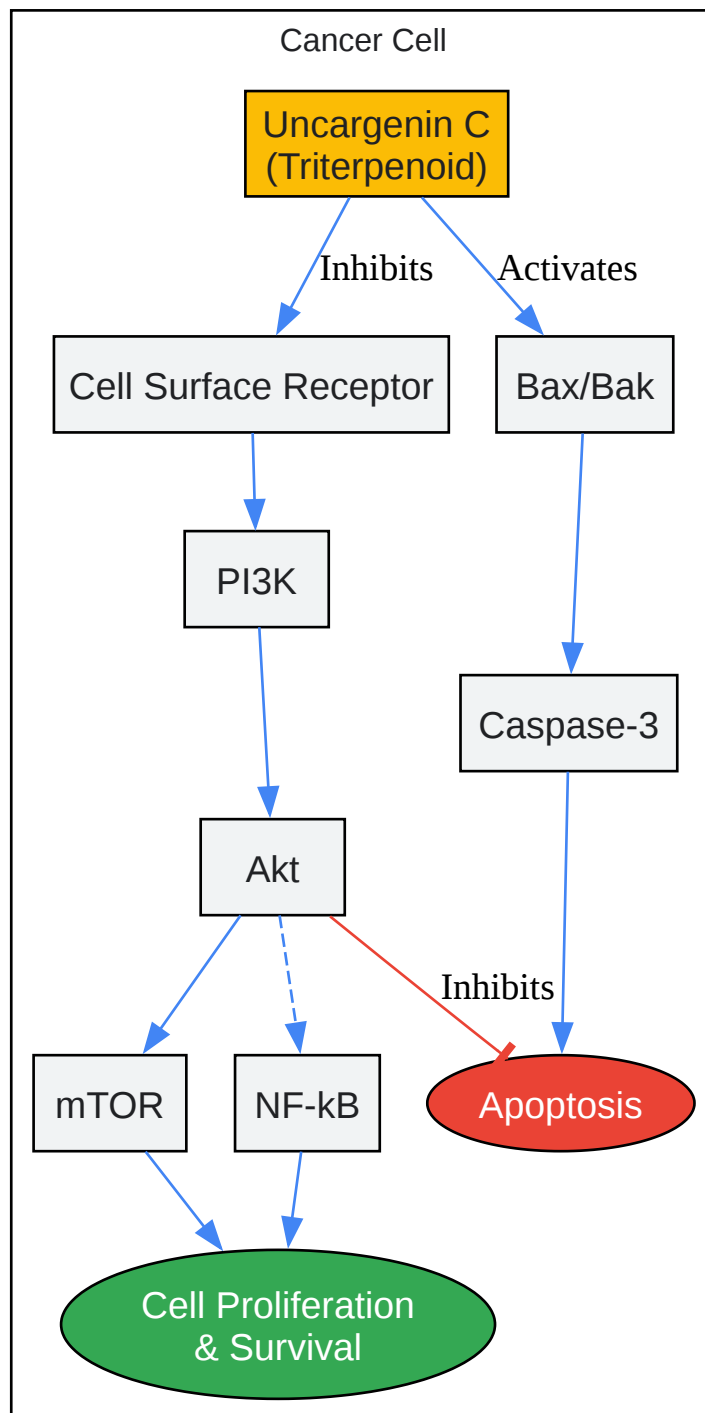 Cancer Cell
Uncargenin C
(Triterpenoid)
Inhibits
Activates
Cell Surface Receptor
Bax/Bak
PI3K
Caspase-3
Akt
Inhibits
mTOR
NF-kB
Apoptosis
Cell Proliferation
& Survival